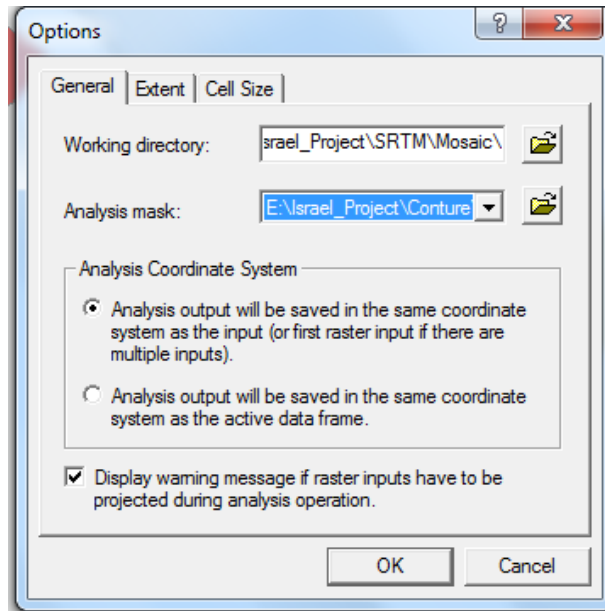 Options
General
Extent
Cell Size
Working directory:
srael_Project\SRTM\Mosaic\
Analysis mask:
E:\Israel_Project\Conture
Analysis Coordinate System
Analysis output will be saved in the same coordinate
system as the input (or first raster input if there are
multiple inputs).
Analysis output will be saved in the same coordinate
system as the active data frame.
Display warning message if raster inputs have to be
projected during analysis operation.
OK
Cancel